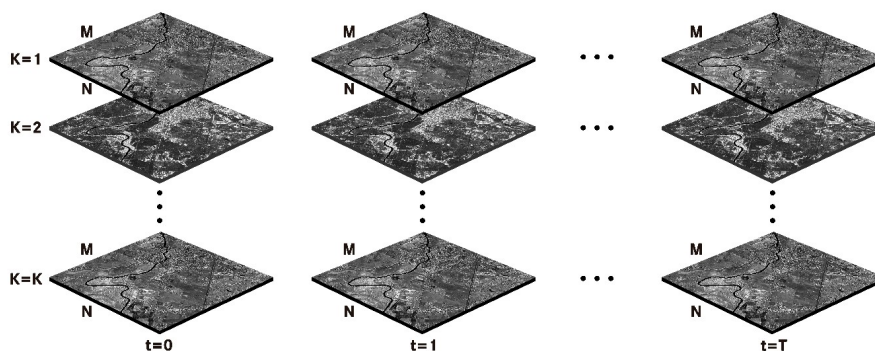 M M M
K=1 • • •
N N N
K=2 • • •
M M M
K=K • • •
N N N
t=0 t=1 t=T